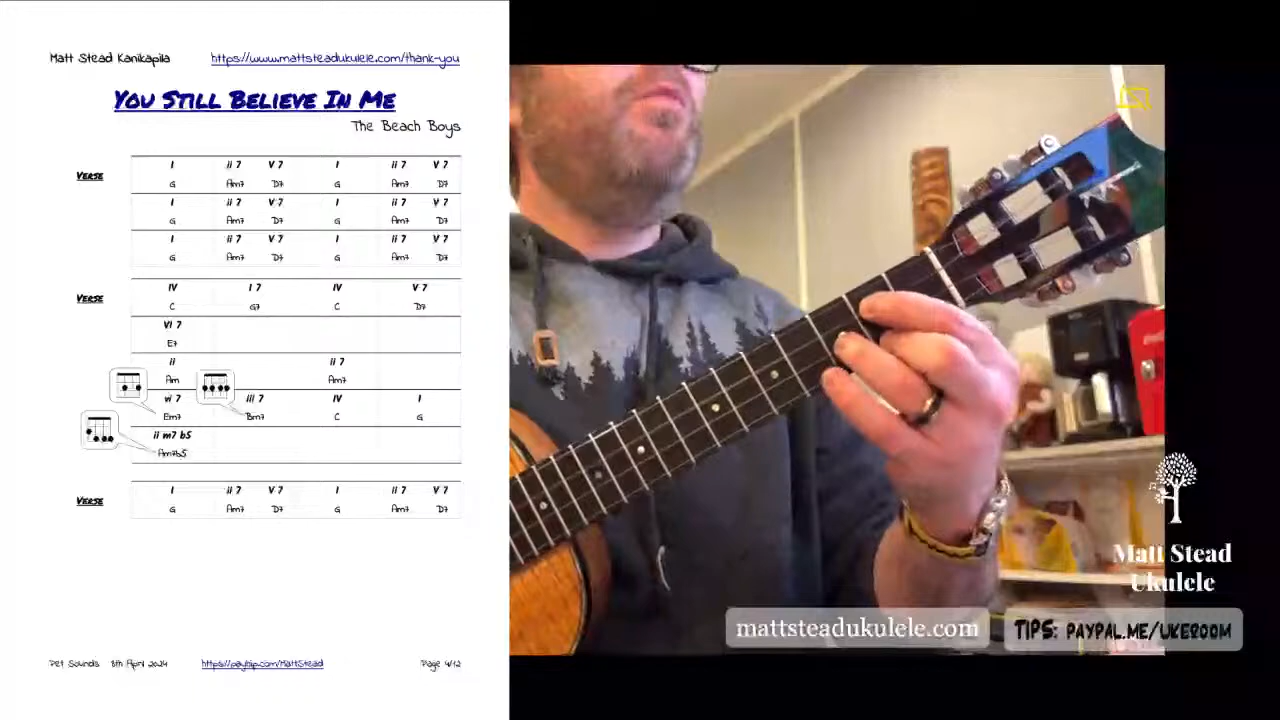 Matt Stead Kanikapila https://www.mattsteadukulele.com/thank-you
You Still Believe In Me
The Beach Boys
Verse
I ii 7 V 7 I ii 7 V 7
G Am7 D7 G Am7 D7
I ii 7 V 7 I ii 7 V 7
G Am7 D7 G Am7 D7
I ii 7 V 7 I ii 7 V 7
G Am7 D7 G Am7 D7
Verse
IV I 7 IV V 7
C G7 C D7
VI 7
E7
ii ii 7
Am Am7
vi 7 iii 7 IV I
Em7 Bm7 C G
ii m7 b5
Am7b5
Verse
I ii 7 V 7 I ii 7 V 7
G Am7 D7 G Am7 D7
Pet Sounds 8th April 2024 https://payhip.com/MattStead Page 4/12
Matt Stead
Ukulele
mattsteadukulele.com
TIPS: PAYPAL.ME/UKEROOM